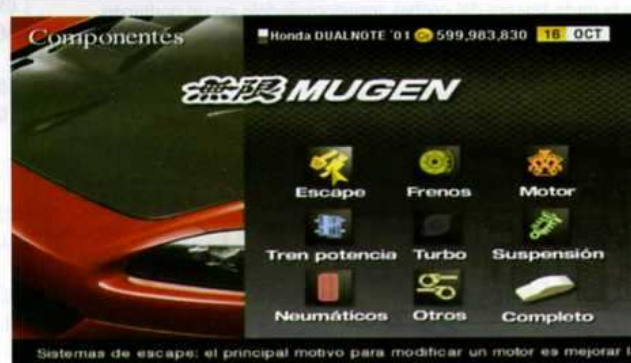 Componentes
Honda DUALNOTE '01 Cr 599,983,830 16 OCT
無限 MUGEN
Escape Frenos Motor
Tren potencia Turbo Suspensión
Neumáticos Otros Completo
Sistemas de escape: el principal motivo para modificar un motor es mejorar l